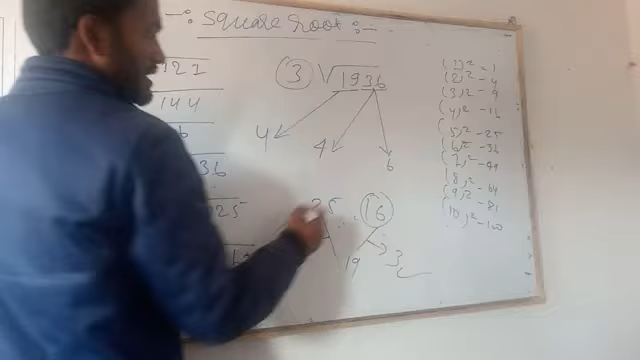 :- Square root :-
121
144
36
25
③ √1936
4 4 6
25 16
19 3
(1)² - 1
(2)² - 4
(3)² - 9
(4)² - 16
(5)² - 25
(6)² - 36
(7)² - 49
(8)² - 64
(9)² - 81
(10)² - 100